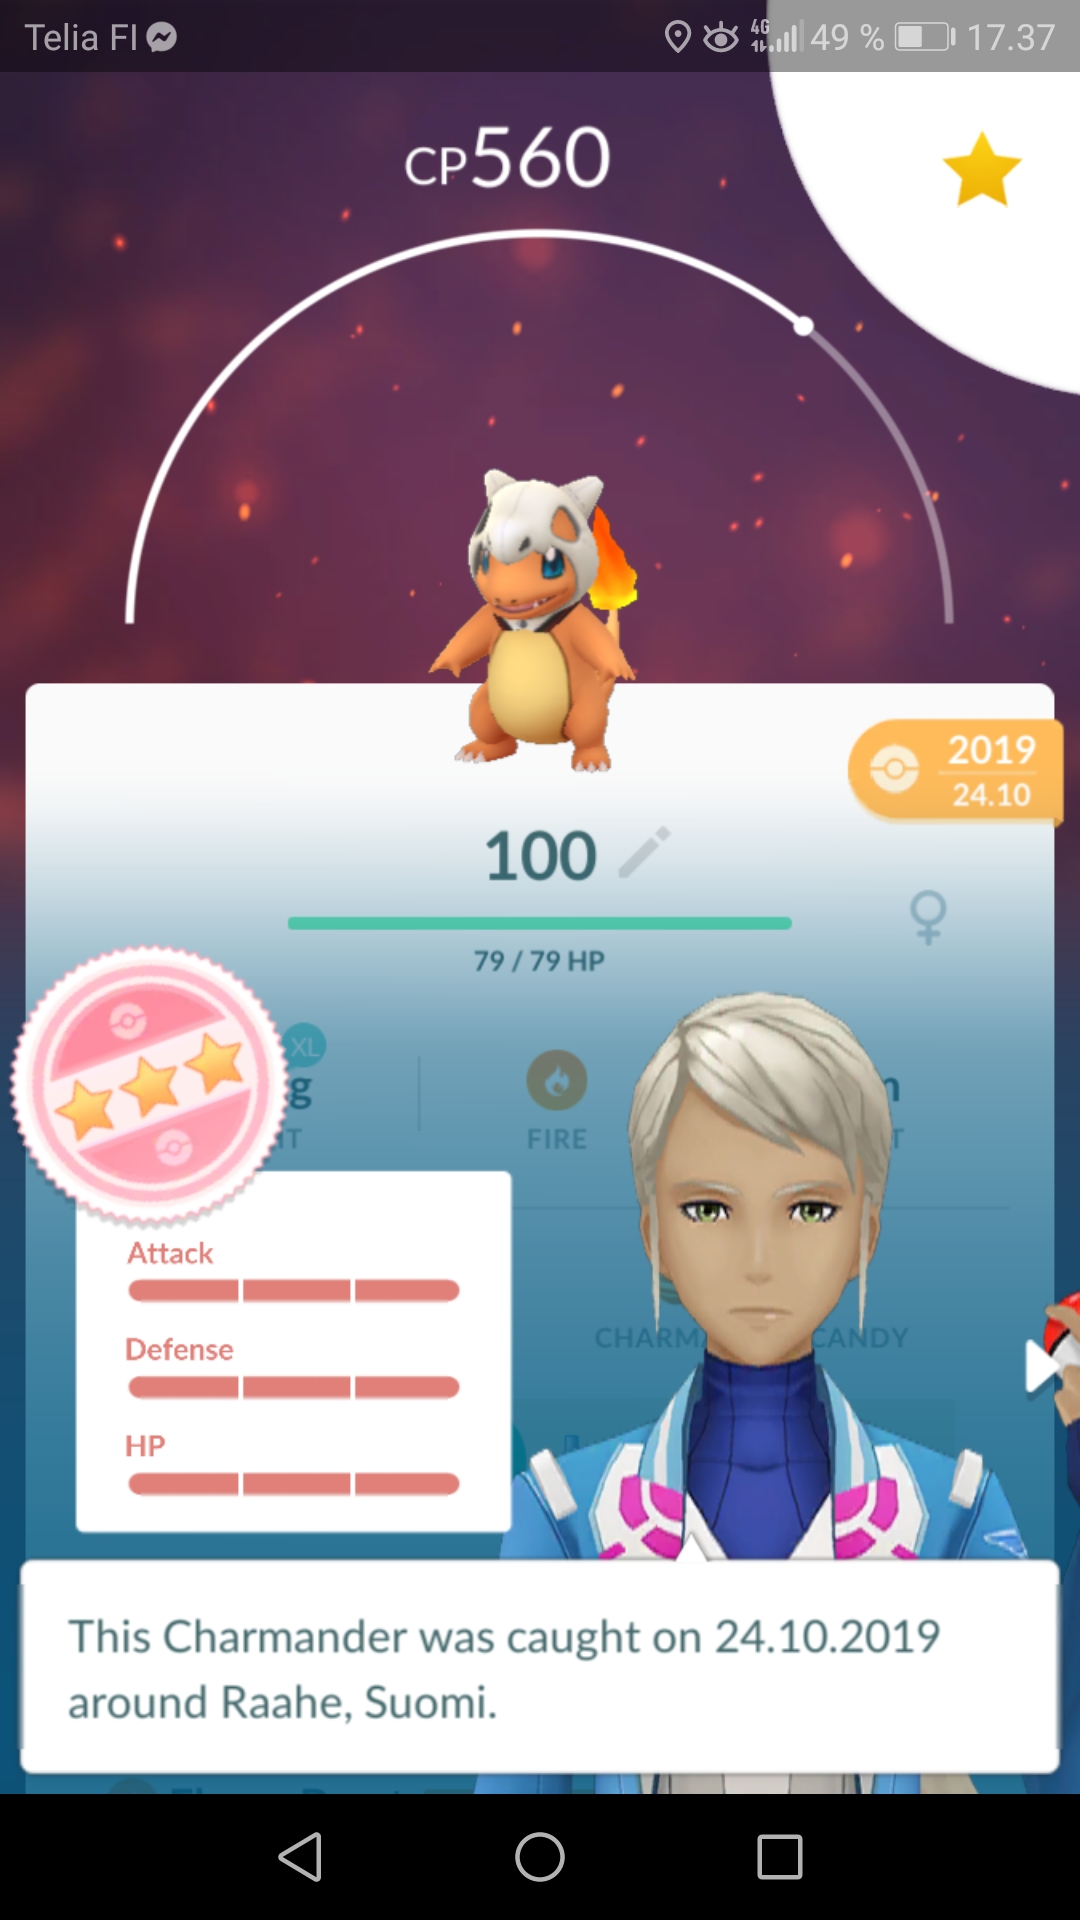 Telia FI
4G 49 % 17.37
CP560
2019
24.10
100
79 / 79 HP
XL
g
FIRE
Attack
Defense
HP
CANDY
This Charmander was caught on 24.10.2019
around Raahe, Suomi.